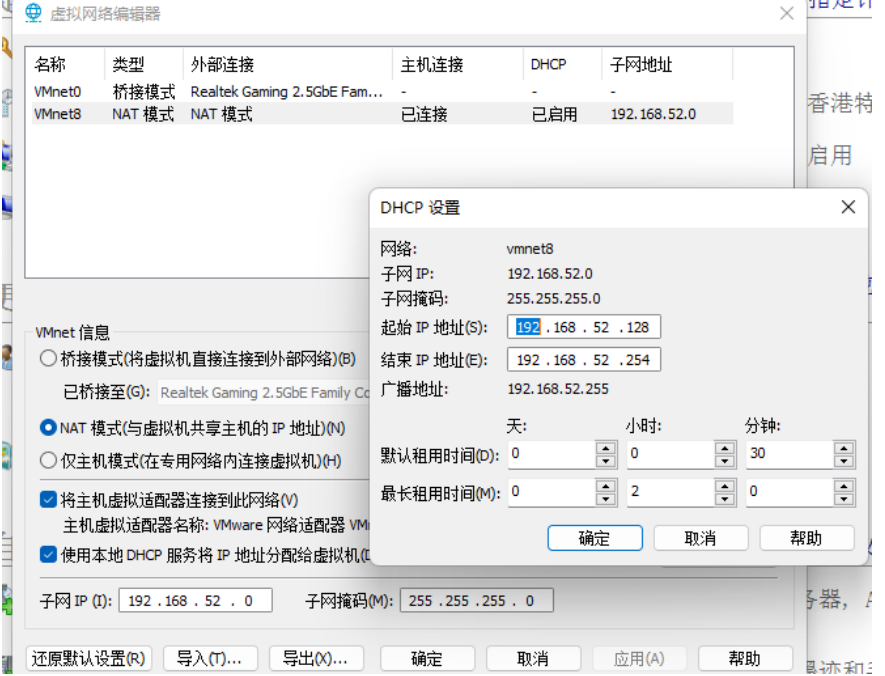 虚拟网络编辑器
名称 类型 外部连接 主机连接 DHCP 子网地址
VMnet0 桥接模式 Realtek Gaming 2.5GbE Fam... - - -
VMnet8 NAT 模式 NAT 模式 已连接 已启用 192.168.52.0
香港特
启用
DHCP 设置
网络: vmnet8
子网 IP: 192.168.52.0
子网掩码: 255.255.255.0
起始 IP 地址(S): 192 . 168 . 52 . 128
结束 IP 地址(E): 192 . 168 . 52 . 254
广播地址: 192.168.52.255
天: 小时: 分钟:
默认租用时间(D): 0 0 30
最长租用时间(M): 0 2 0
确定 取消 帮助
VMnet 信息
桥接模式(将虚拟机直接连接到外部网络)(B)
已桥接至(G): Realtek Gaming 2.5GbE Family Co
NAT 模式(与虚拟机共享主机的 IP 地址)(N)
仅主机模式(在专用网络内连接虚拟机)(H)
将主机虚拟适配器连接到此网络(V)
主机虚拟适配器名称: VMware 网络适配器 VM
使用本地 DHCP 服务将 IP 地址分配给虚拟机(D
子网 IP (I): 192 . 168 . 52 . 0 子网掩码(M): 255 . 255 . 255 . 0
还原默认设置(R) 导入(T)... 导出(X)... 确定 取消 应用(A) 帮助